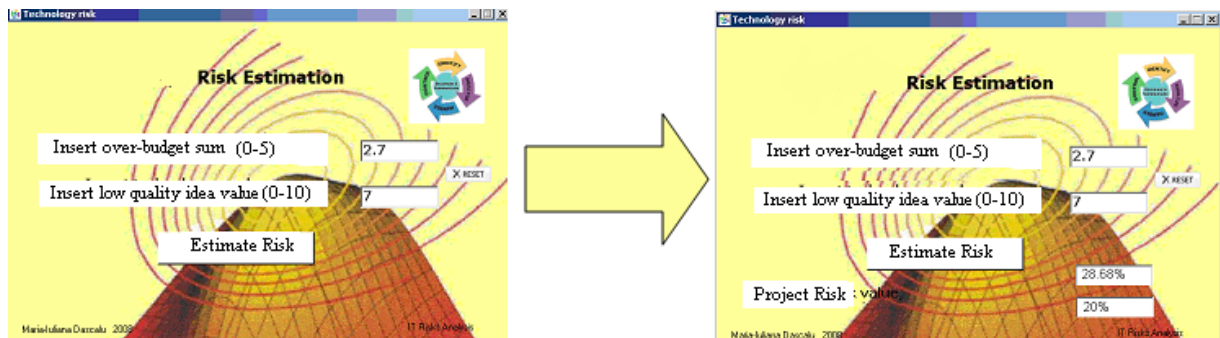 Technology risk
Risk Estimation
Insert over-budget sum (0-5)
2.7
X RESET
Insert low quality idea value (0-10)
7
Estimate Risk
Maria-Iuliana Dascalu 2008
IT Risks Analysis
Technology risk
Risk Estimation
Insert over-budget sum (0-5)
2.7
X RESET
Insert low quality idea value (0-10)
7
Estimate Risk
28.68%
Project Risk value,
20%
Maria-Iuliana Dascalu 2008
IT Risks Analysis